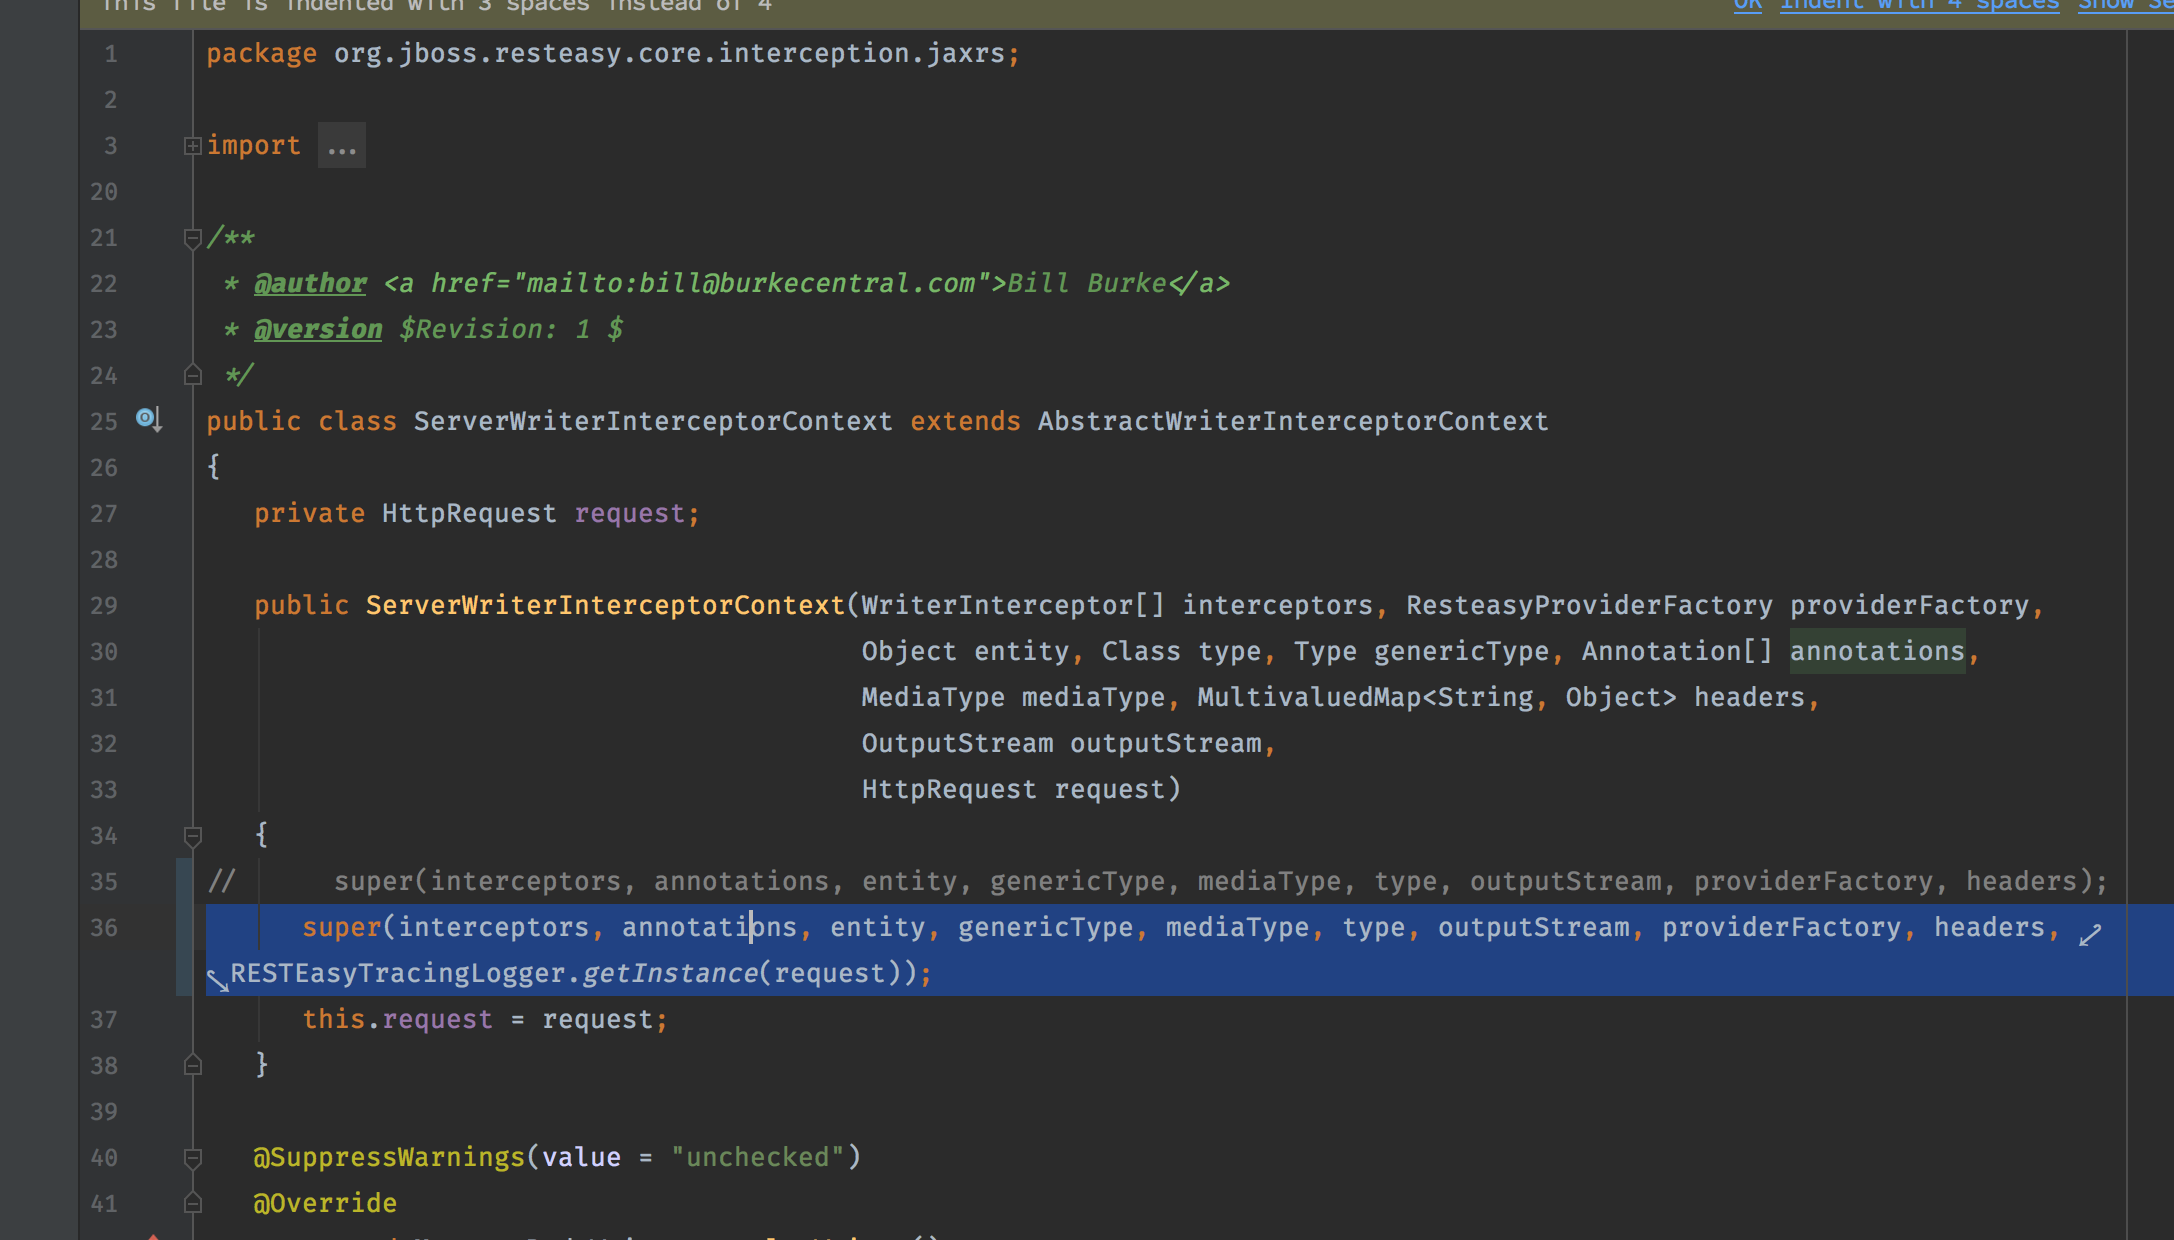 This file is indented with 3 spaces instead of 4 OK Indent with 4 spaces Show Se
1 package org.jboss.resteasy.core.interception.jaxrs;
2
3 import ...
20
21 /**
22 * @author <a href="mailto:bill@burkecentral.com">Bill Burke</a>
23 * @version $Revision: 1 $
24 */
25 public class ServerWriterInterceptorContext extends AbstractWriterInterceptorContext
26 {
27 private HttpRequest request;
28
29 public ServerWriterInterceptorContext(WriterInterceptor[] interceptors, ResteasyProviderFactory providerFactory,
30 Object entity, Class type, Type genericType, Annotation[] annotations,
31 MediaType mediaType, MultivaluedMap<String, Object> headers,
32 OutputStream outputStream,
33 HttpRequest request)
34 {
35 // super(interceptors, annotations, entity, genericType, mediaType, type, outputStream, providerFactory, headers);
36 super(interceptors, annotations, entity, genericType, mediaType, type, outputStream, providerFactory, headers,
RESTEasyTracingLogger.getInstance(request));
37 this.request = request;
38 }
39
40 @SuppressWarnings(value = "unchecked")
41 @Override